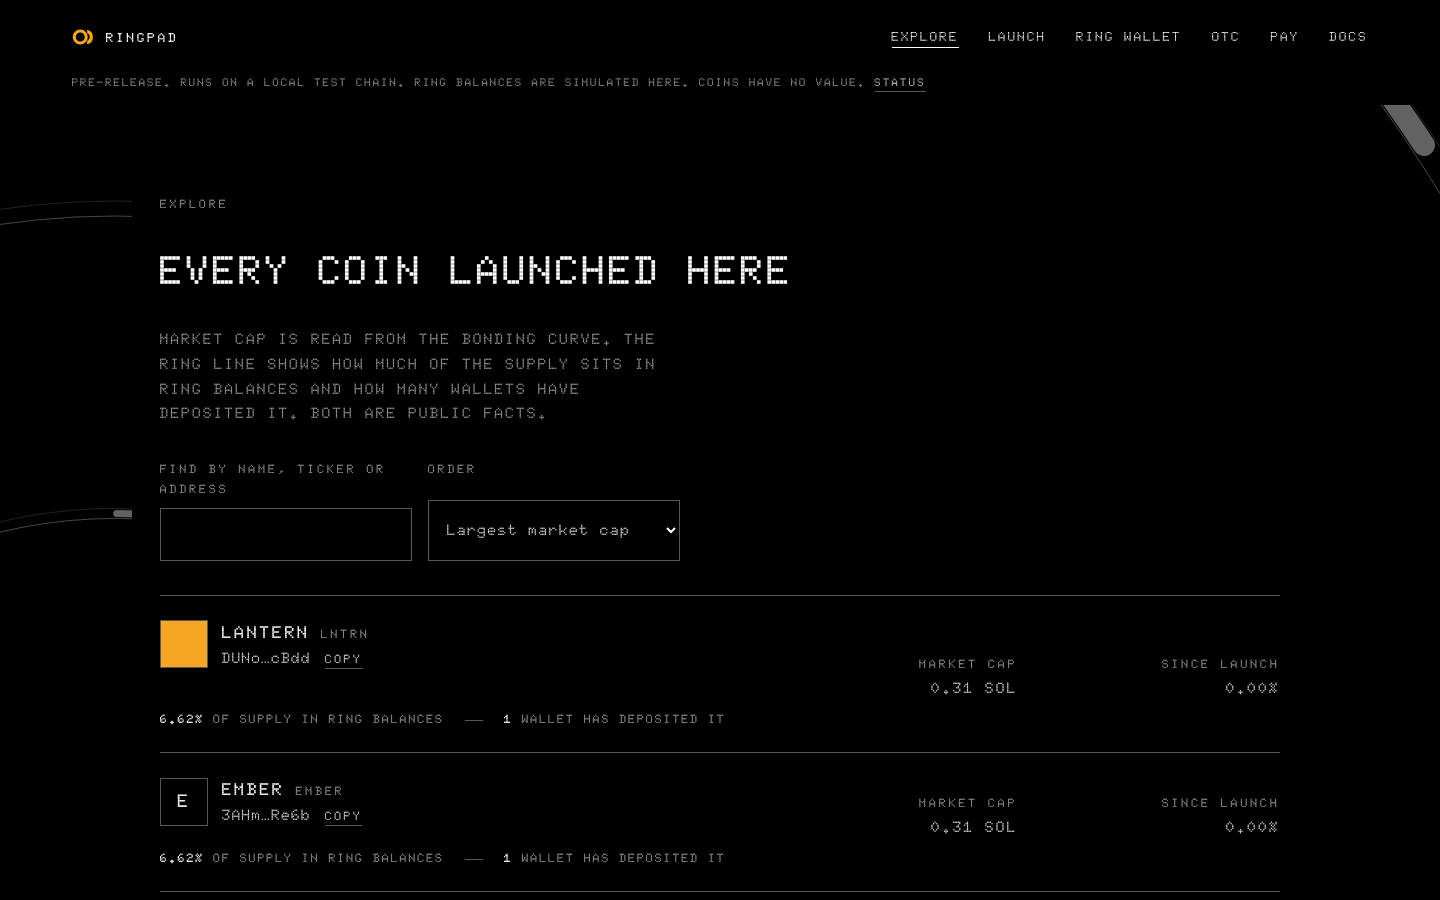 RINGPAD
EXPLORE LAUNCH RING WALLET OTC PAY DOCS
PRE-RELEASE. RUNS ON A LOCAL TEST CHAIN. RING BALANCES ARE SIMULATED HERE. COINS HAVE NO VALUE. STATUS
EXPLORE
EVERY COIN LAUNCHED HERE
MARKET CAP IS READ FROM THE BONDING CURVE. THE
RING LINE SHOWS HOW MUCH OF THE SUPPLY SITS IN
RING BALANCES AND HOW MANY WALLETS HAVE
DEPOSITED IT. BOTH ARE PUBLIC FACTS.
FIND BY NAME, TICKER OR
ADDRESS
ORDER
Largest market cap
LANTERN LNTRN
DUNo…cBdd COPY
MARKET CAP
0.31 SOL
SINCE LAUNCH
0.00%
6.62% OF SUPPLY IN RING BALANCES — 1 WALLET HAS DEPOSITED IT
E
EMBER EMBER
3AHm…Re6b COPY
MARKET CAP
0.31 SOL
SINCE LAUNCH
0.00%
6.62% OF SUPPLY IN RING BALANCES — 1 WALLET HAS DEPOSITED IT